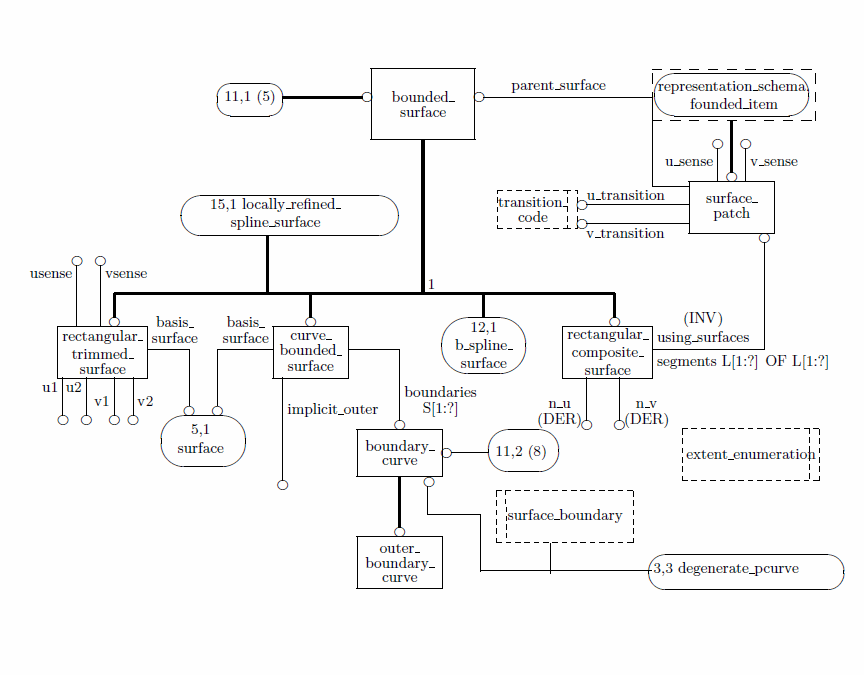 parent_surface
11,1 (5)
bounded_
surface
representation_schema.
founded_item
u_sense
v_sense
transition_
code
u_transition
v_transition
surface_
patch
15,1 locally_refined_
spline_surface
1
usense
vsense
rectangular_
trimmed_
surface
basis_
surface
basis_
surface
curve_
bounded_
surface
12,1
b_spline_
surface
rectangular_
composite_
surface
(INV)
using_surfaces
segments L[1:?] OF L[1:?]
u1
u2
v1
v2
5,1
surface
implicit_outer
boundaries
S[1:?]
n_u
(DER)
n_v
(DER)
boundary_
curve
11,2 (8)
extent_enumeration
surface_boundary
outer_
boundary_
curve
3,3 degenerate_pcurve